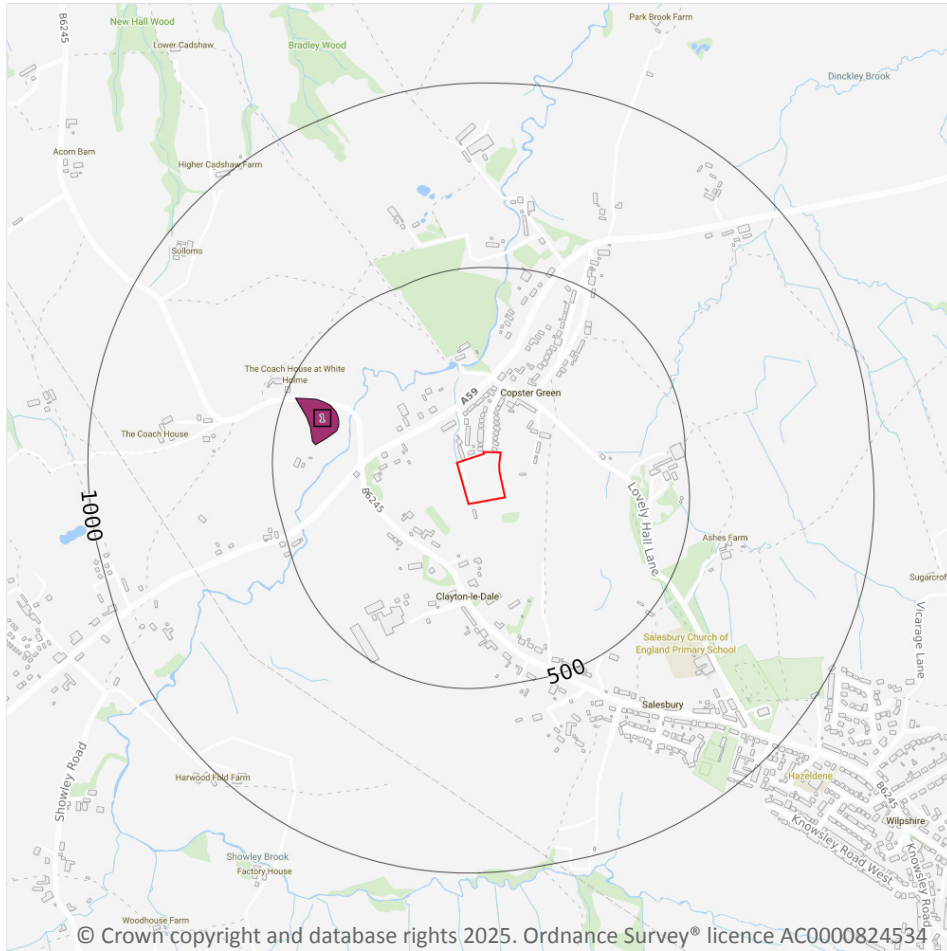 B6245
New Hall Wood
Lower Cadshaw
Bradley Wood
Park Brook Farm
Dinckley Brook
Acorn Barn
Higher Cadshaw Farm
Solloms
The Coach House at White
Holme
1
The Coach House
A59
Copster Green
B6245
1000
Lovely Hall Lane
Ashes Farm
Clayton-le-Dale
Sugarcrof
Vicarage Lane
Salesbury Church of
England Primary School
500
Salesbury
Showley Road
Harwood Fold Farm
Hazeldene
B6245
Wilpshire
Knowsley Road West
Knowsley Road
Showley Brook
Factory House
Woodhouse Farm
© Crown copyright and database rights 2025. Ordnance Survey® licence AC0000824534